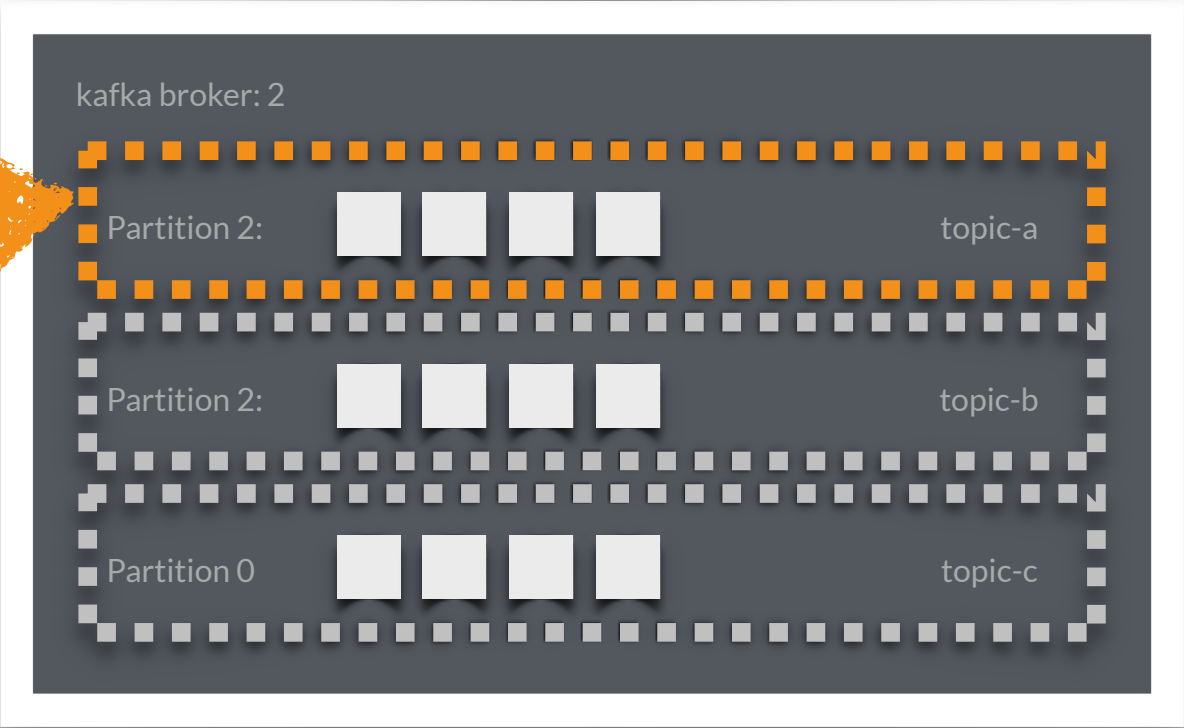 kafka broker: 2
Partition 2: topic-a
Partition 2: topic-b
Partition 0 topic-c